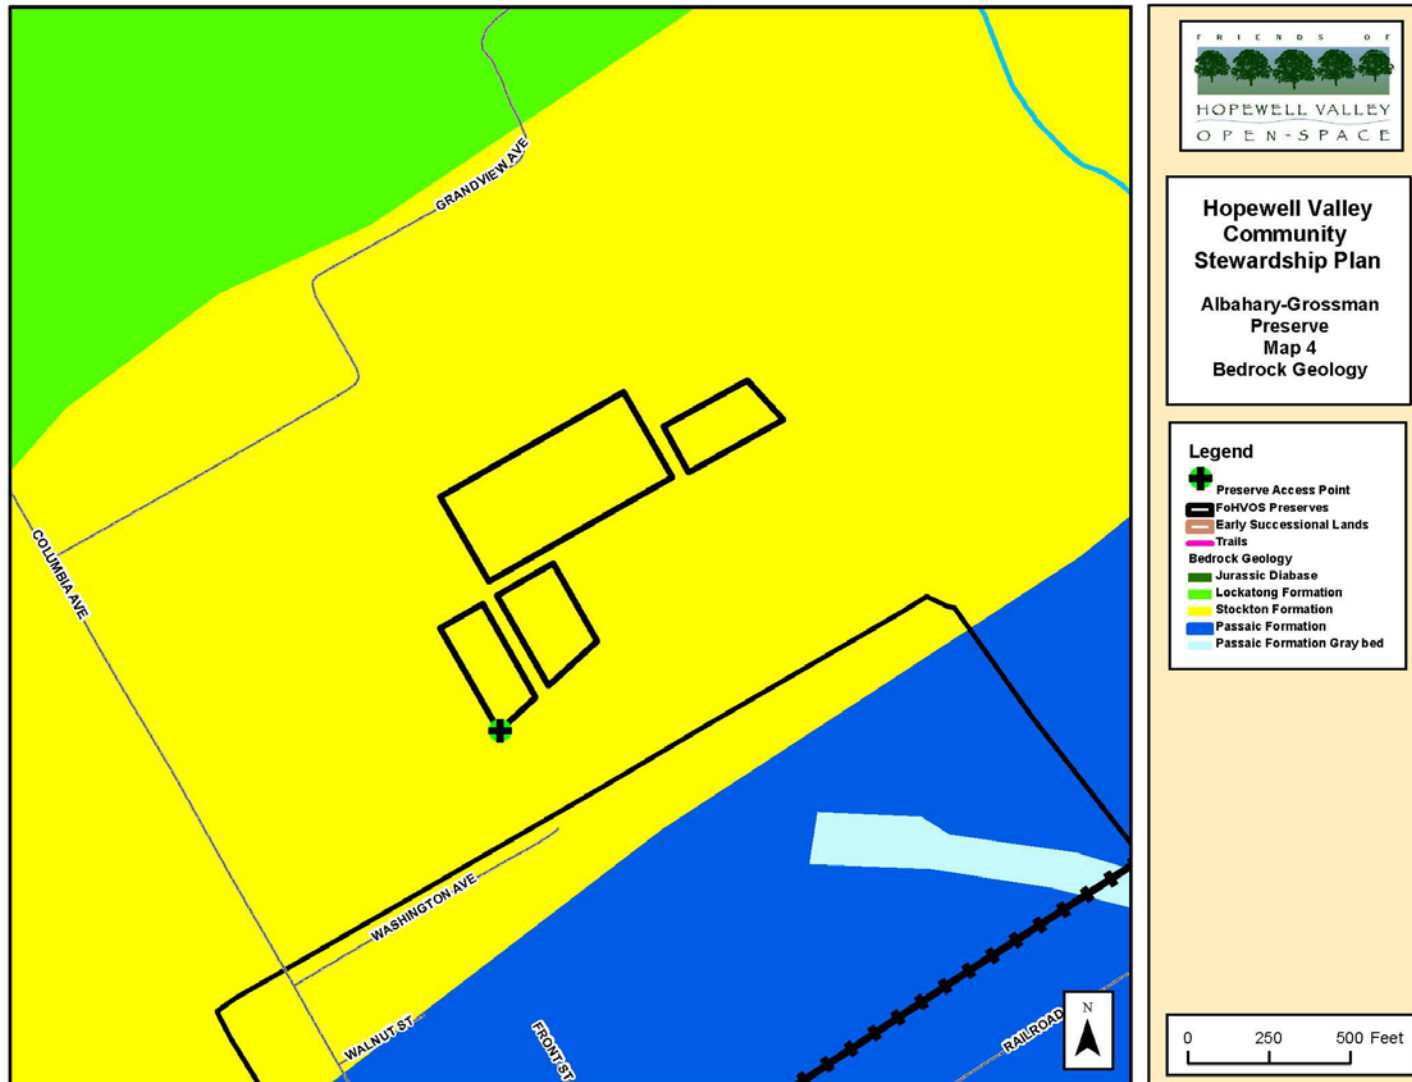 GRANDVIEW AVE
COLUMBIA AVE
WASHINGTON AVE
WALNUT ST
FRONT ST
RAILROAD
N
FRIENDS OF
HOPEWELL VALLEY
OPEN-SPACE
Hopewell Valley
Community
Stewardship Plan
Albahary-Grossman
Preserve
Map 4
Bedrock Geology
Legend
Preserve Access Point
FoHVOS Preserves
Early Successional Lands
Trails
Bedrock Geology
Jurassic Diabase
Lockatong Formation
Stockton Formation
Passaic Formation
Passaic Formation Gray bed
0 250 500 Feet